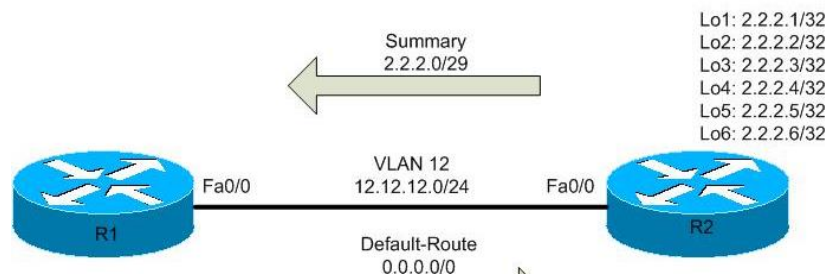 Summary
2.2.2.0/29
Lo1: 2.2.2.1/32
Lo2: 2.2.2.2/32
Lo3: 2.2.2.3/32
Lo4: 2.2.2.4/32
Lo5: 2.2.2.5/32
Lo6: 2.2.2.6/32
VLAN 12
Fa0/0
12.12.12.0/24
Fa0/0
R1
R2
Default-Route
0.0.0.0/0